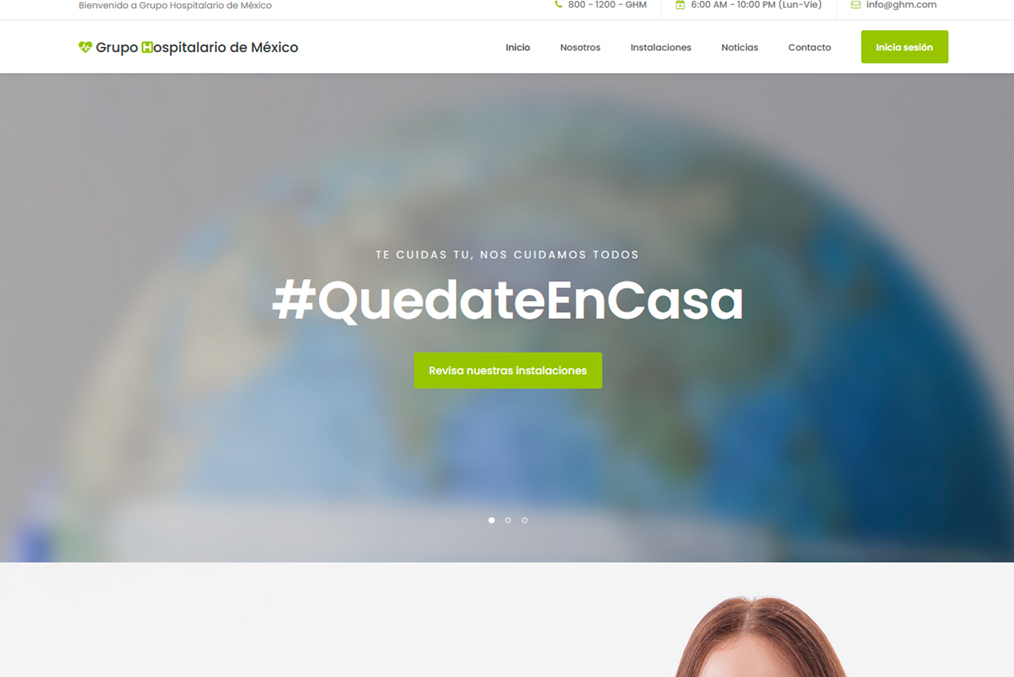 Bienvenido a Grupo Hospitalario de México
800 - 1200 - GHM
6:00 AM - 10:00 PM (Lun-Vie)
info@ghm.com
Grupo Hospitalario de México
Inicio
Nosotros
Instalaciones
Noticias
Contacto
Inicia sesión
TE CUIDAS TU, NOS CUIDAMOS TODOS
#QuedateEnCasa
Revisa nuestras instalaciones